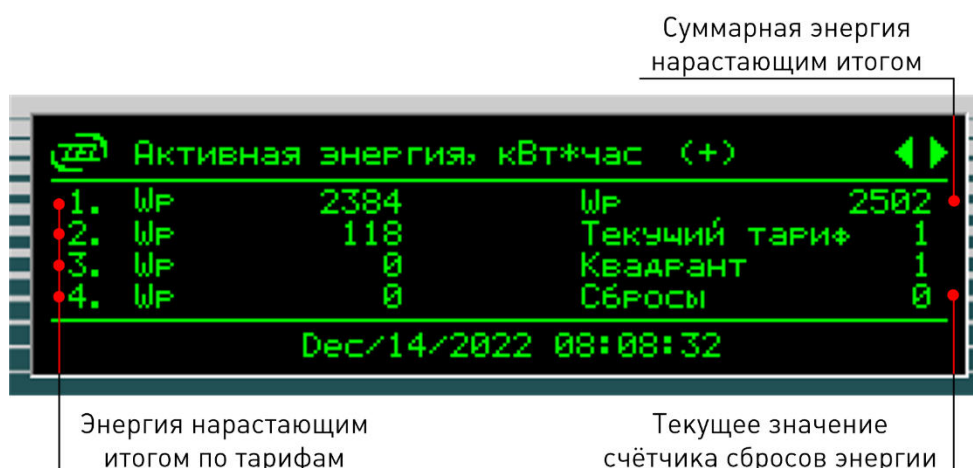 Суммарная энергия
нарастающим итогом
Активная энергия, кВт*час (+)
1. Wp 2384 Wp 2502
2. Wp 118 Текущий тариф 1
3. Wp 0 Квадрант 1
4. Wp 0 Сбросы 0
Dec/14/2022 08:08:32
Энергия нарастающим
итогом по тарифам
Текущее значение
счётчика сбросов энергии